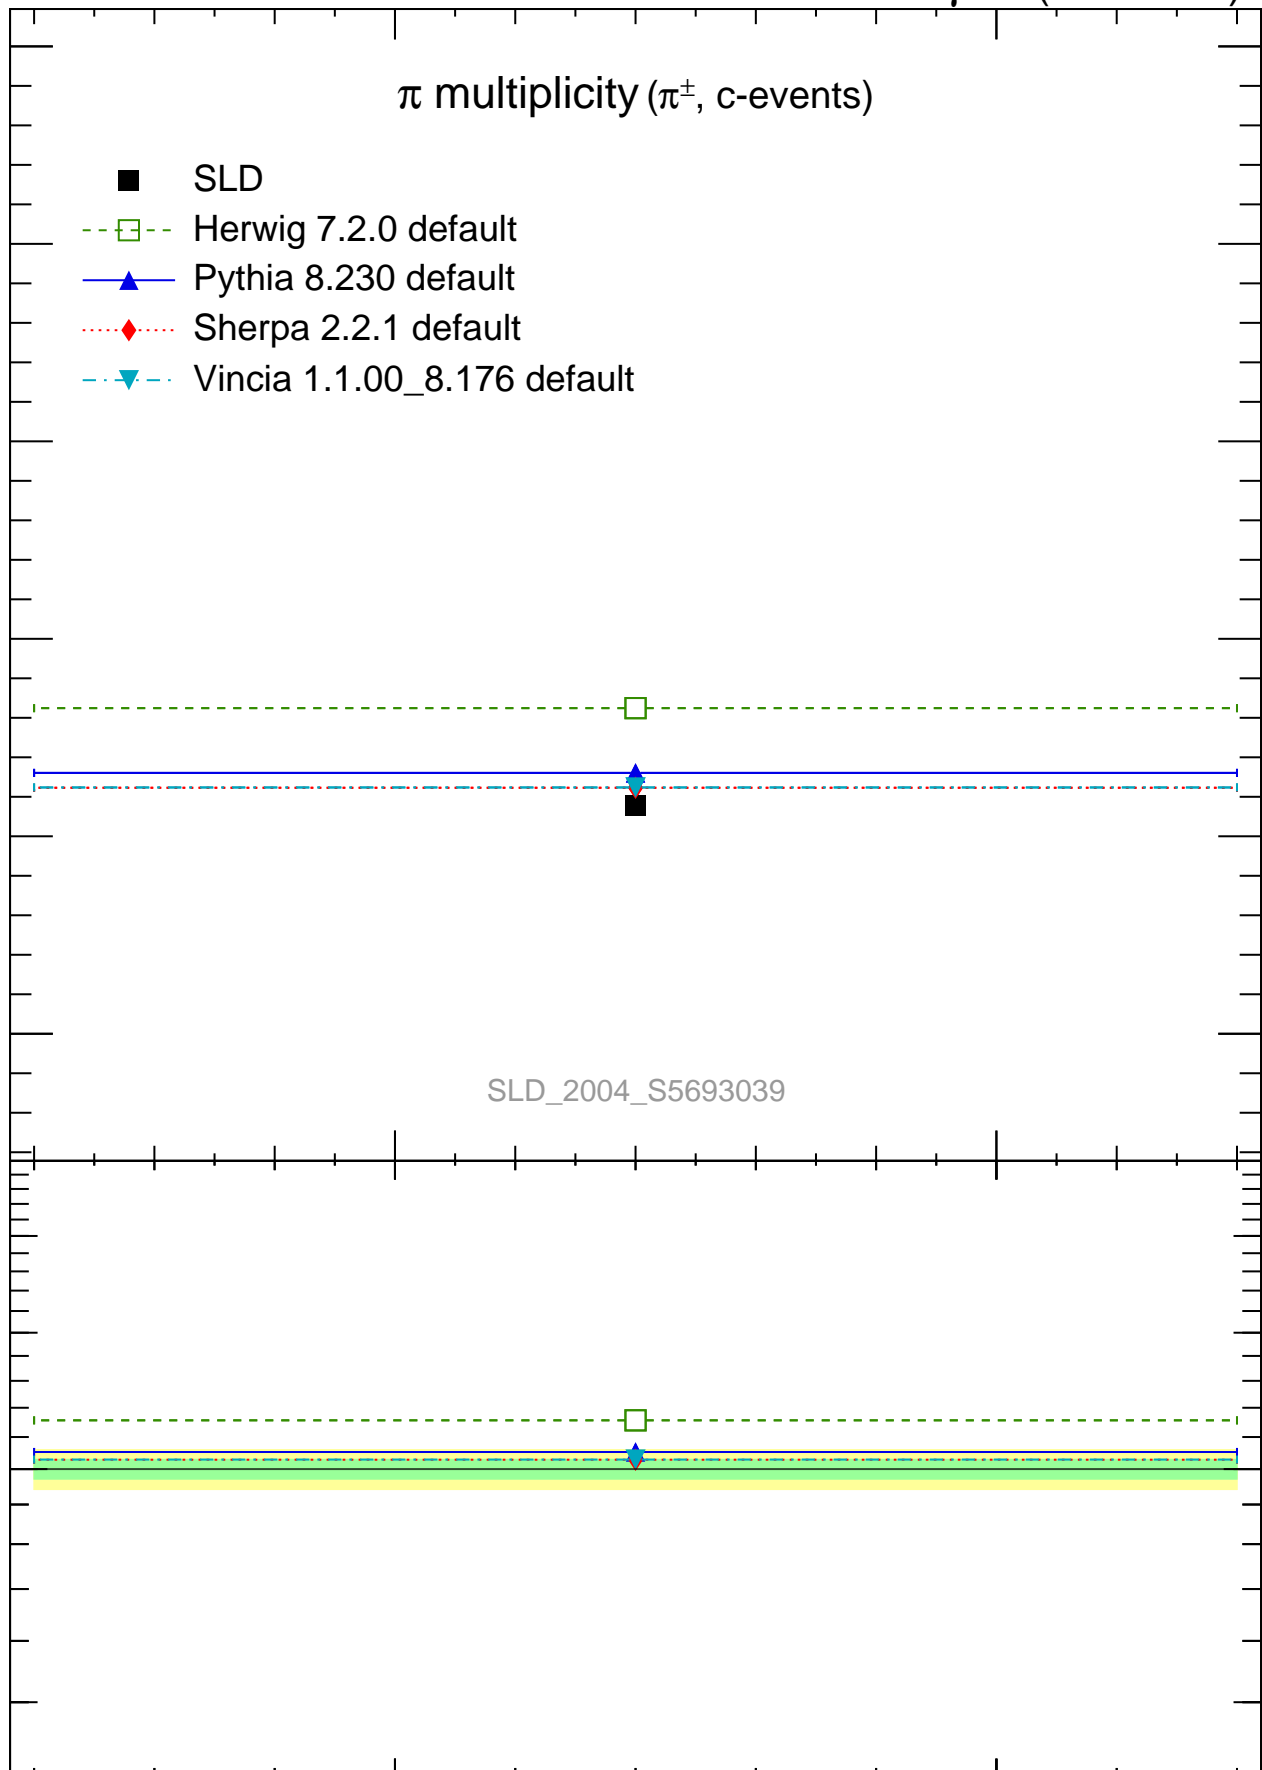 π multiplicity (π±, c-events)
SLD
Herwig 7.2.0 default
Pythia 8.230 default
Sherpa 2.2.1 default
Vincia 1.1.00_8.176 default
SLD_2004_S5693039